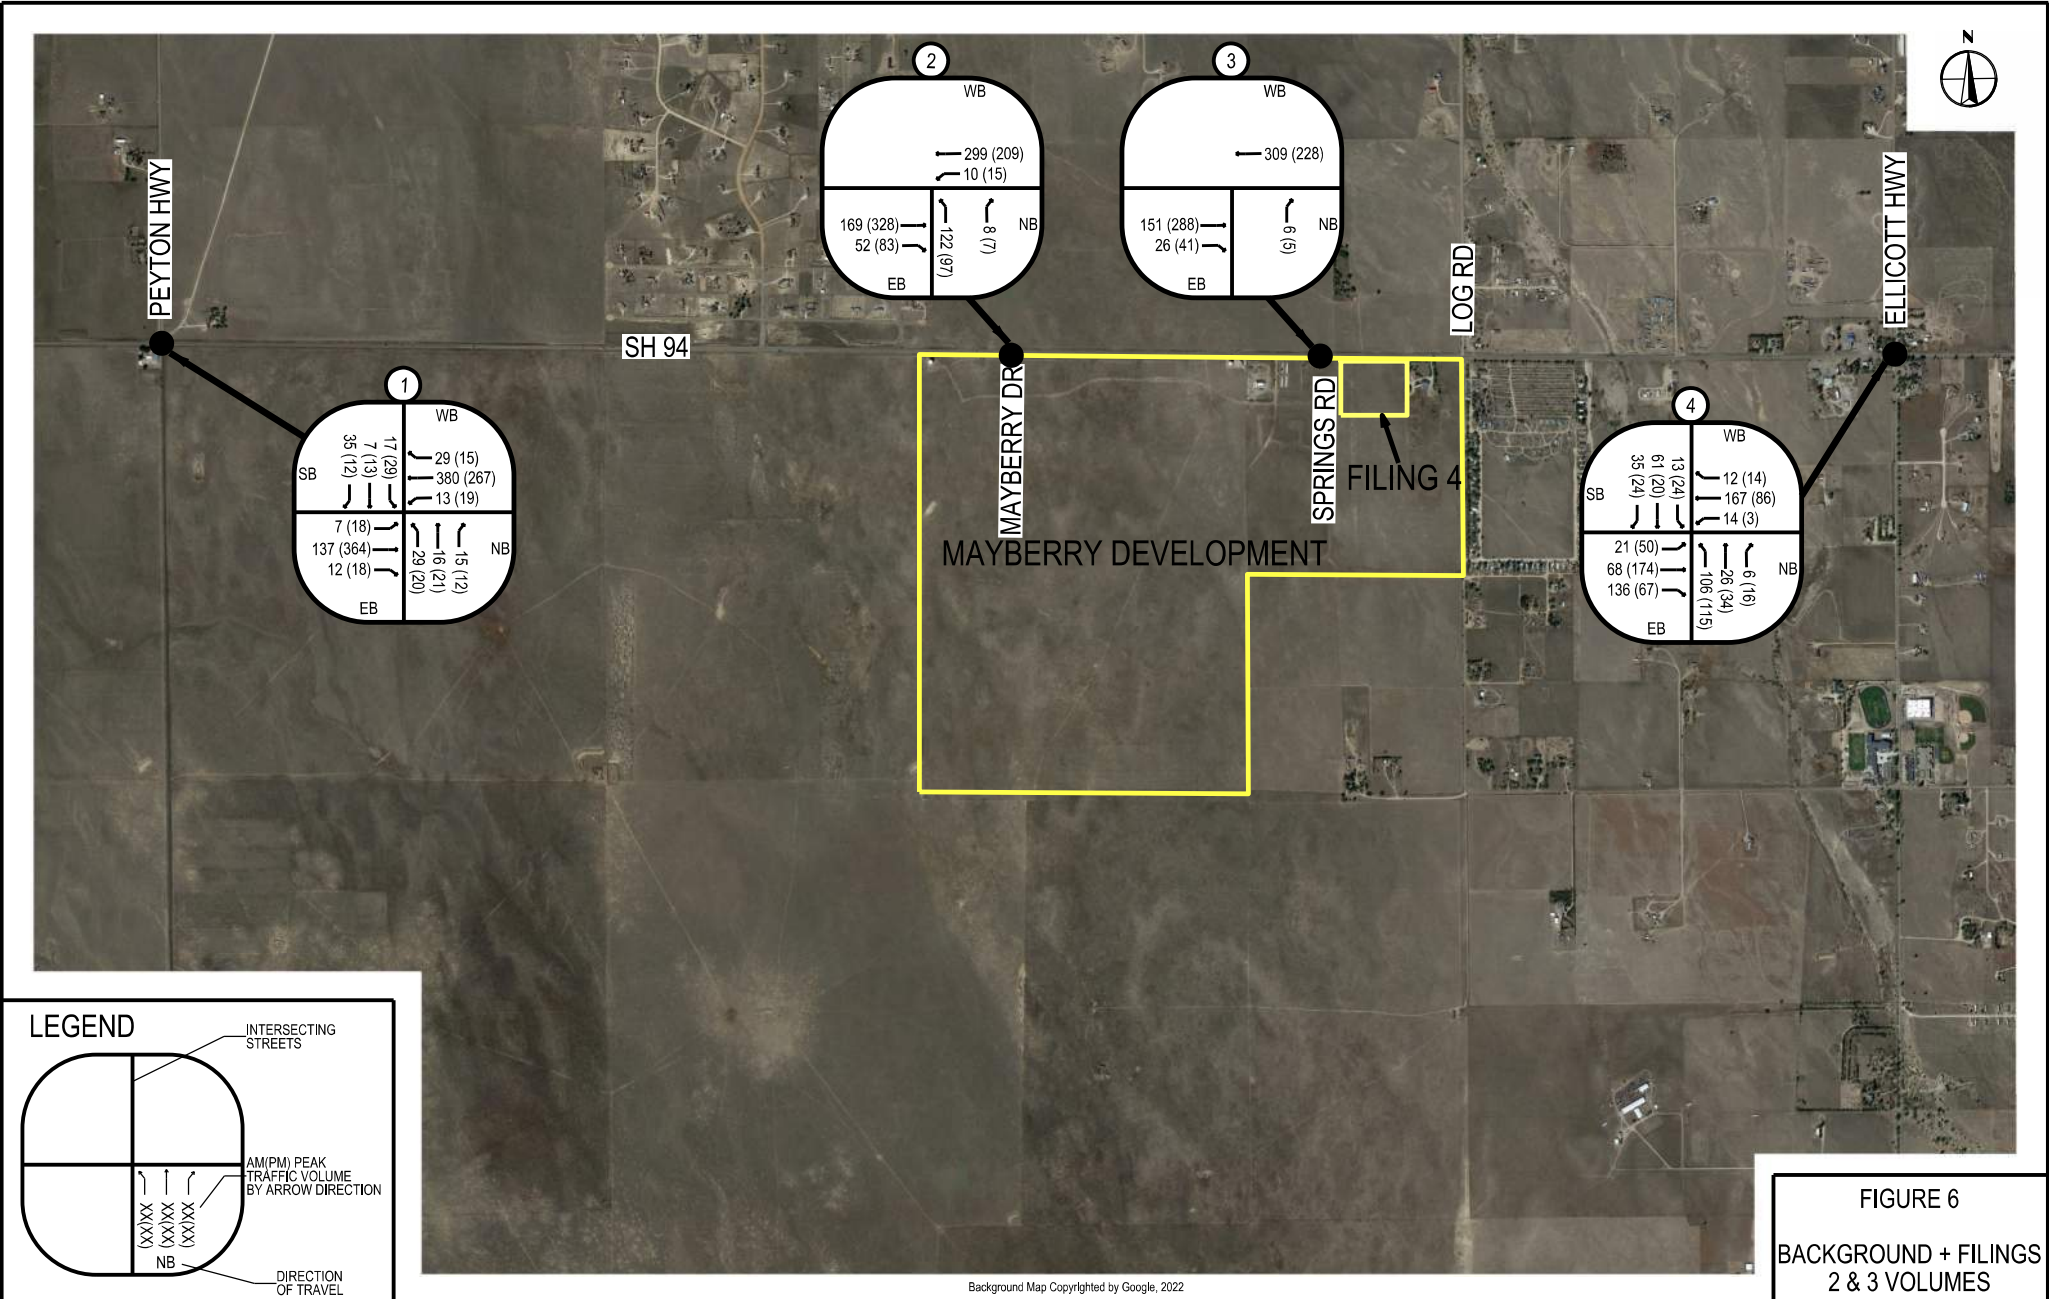 N
PEYTON HWY
SH 94
MAYBERRY DR
SPRINGS RD
LOG RD
ELLICOTT HWY
FILING 4
MAYBERRY DEVELOPMENT
1
WB
29 (15)
380 (267)
13 (19)
SB
35 (12)
7 (13)
17 (29)
7 (18)
137 (364)
12 (18)
EB
29 (20)
16 (21)
15 (12)
NB
2
WB
299 (209)
10 (15)
169 (328)
52 (83)
EB
122 (97)
8 (7)
NB
3
WB
309 (228)
151 (288)
26 (41)
EB
6 (5)
NB
4
WB
12 (14)
167 (86)
14 (3)
SB
35 (24)
61 (20)
13 (24)
21 (50)
68 (174)
136 (67)
EB
106 (115)
26 (34)
6 (16)
NB
LEGEND
INTERSECTING
STREETS
AM(PM) PEAK
TRAFFIC VOLUME
BY ARROW DIRECTION
XX(XX)
XX(XX)
XX(XX)
NB
DIRECTION
OF TRAVEL
Background Map Copyrighted by Google, 2022
FIGURE 6
BACKGROUND + FILINGS
2 & 3 VOLUMES